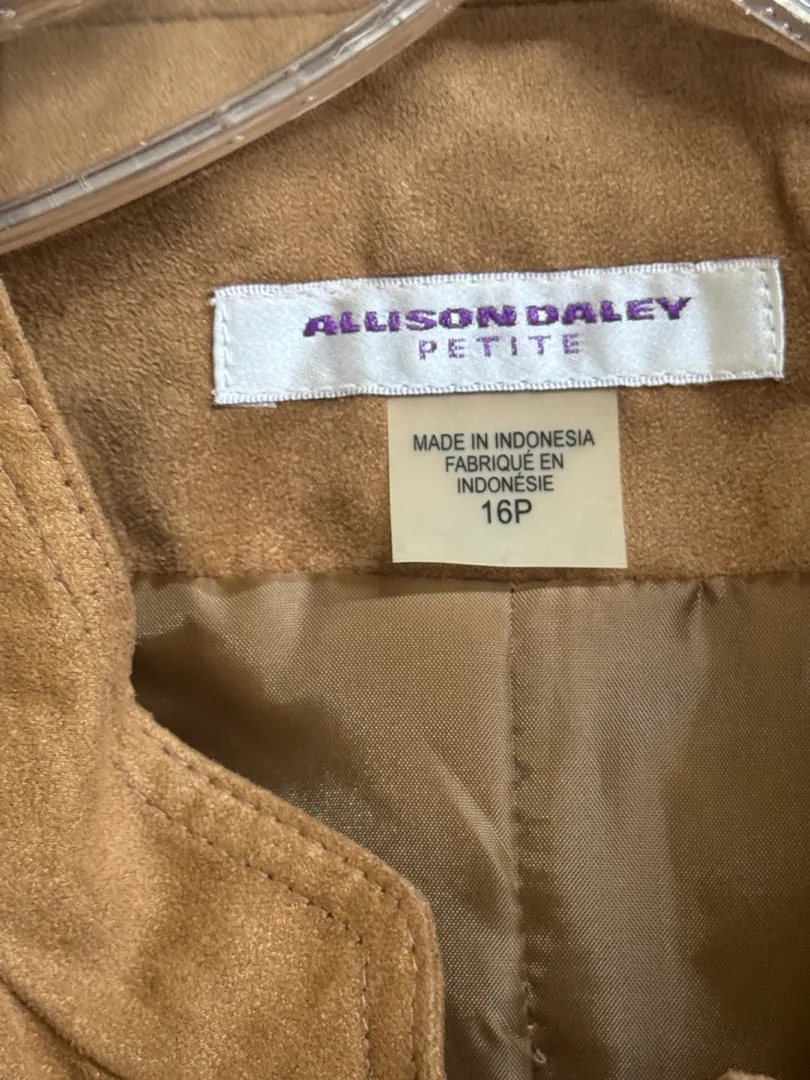 ALLISON DALEY
PETITE
MADE IN INDONESIA
FABRIQUÉ EN
INDONÉSIE
16P